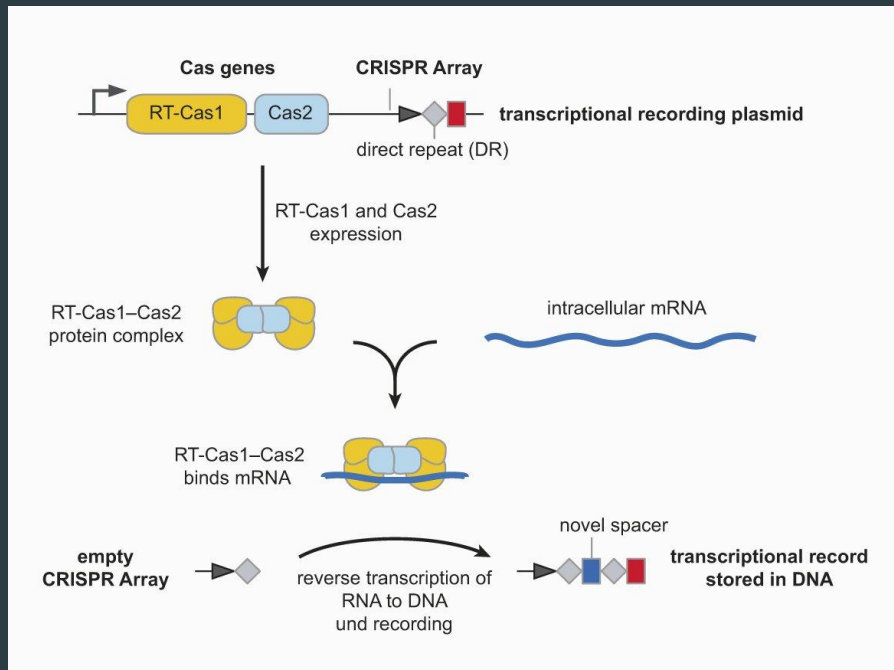 Cas genes
CRISPR Array
RT-Cas1
Cas2
transcriptional recording plasmid
direct repeat (DR)
RT-Cas1 and Cas2
expression
RT-Cas1–Cas2
protein complex
intracellular mRNA
RT-Cas1–Cas2
binds mRNA
novel spacer
empty
CRISPR Array
reverse transcription of
RNA to DNA
und recording
transcriptional record
stored in DNA